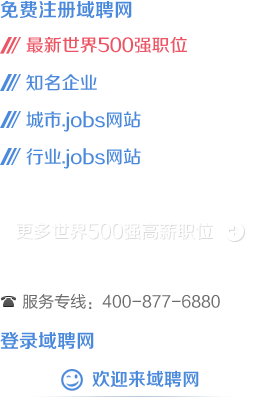 免费注册域聘网
最新世界500强职位
知名企业
城市.jobs网站
行业.jobs网站
更多世界500强高薪职位
服务专线：400-877-6880
登录域聘网
欢迎来域聘网